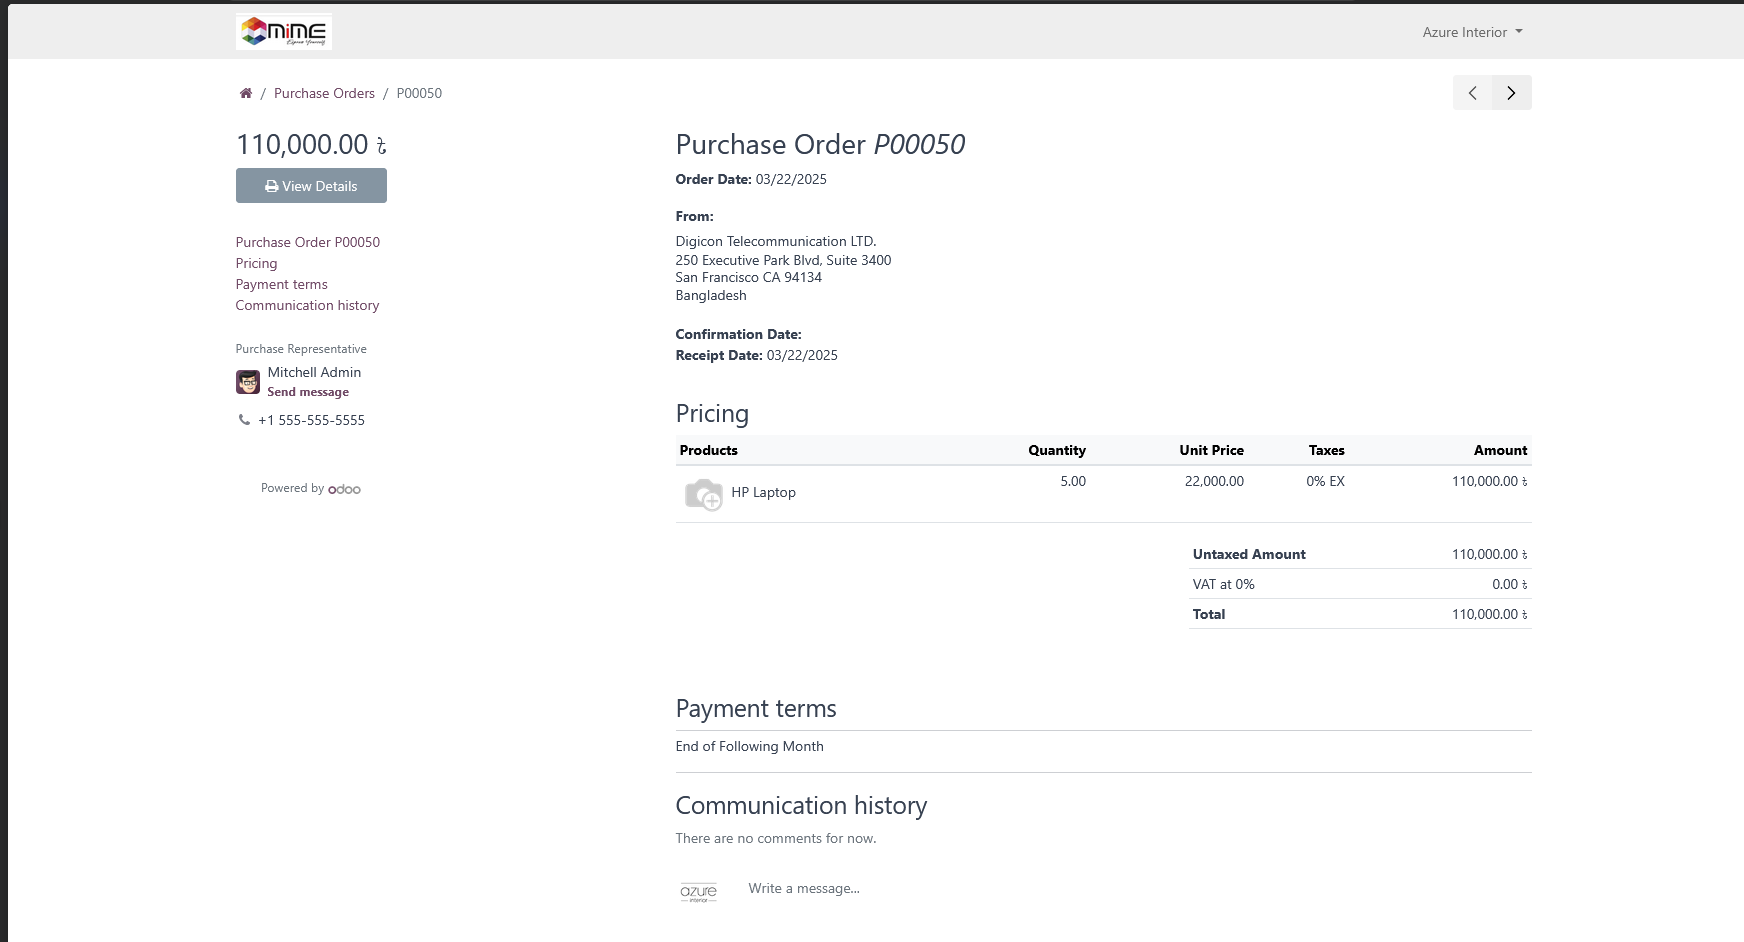 MiME
Express Yourself
Azure Interior
/ Purchase Orders / P00050
110,000.00 ৳
View Details
Purchase Order P00050
Pricing
Payment terms
Communication history
Purchase Representative
Mitchell Admin
Send message
+1 555-555-5555
Powered by odoo
Purchase Order P00050
Order Date: 03/22/2025
From:
Digicon Telecommunication LTD.
250 Executive Park Blvd, Suite 3400
San Francisco CA 94134
Bangladesh
Confirmation Date:
Receipt Date: 03/22/2025
Pricing
Products Quantity Unit Price Taxes Amount
HP Laptop 5.00 22,000.00 0% EX 110,000.00 ৳
Untaxed Amount 110,000.00 ৳
VAT at 0% 0.00 ৳
Total 110,000.00 ৳
Payment terms
End of Following Month
Communication history
There are no comments for now.
azure
interior
Write a message...